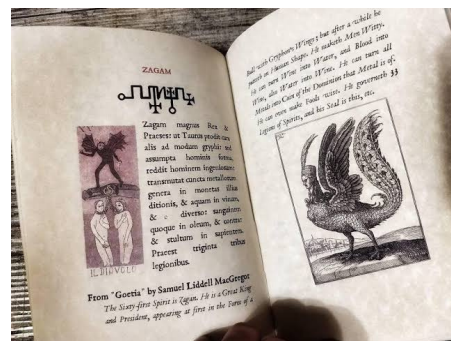 ZAGAM
Zagam magnus Rex &
Praeses: ut Taurus prodit cum
alis ad modum gryphi: sed
assumpta hominis forma,
reddit hominem ingeniosum:
transmutat cuncta metallorum
genera in monetas illius
ditionis, & aquam in vinum,
& diverso: sanguinem
quoque in oleum, & contra:
& stultum in sapientem.
Praeest triginta tribus
legionibus.
IL DIAVOLO
From "Goetia" by Samuel Liddell MacGregor
The Sixty-first Spirit is Zagan. He is a Great King
and President, appearing at first in the Form of a
Bull with Gryphon's Wings; but after a while he
putteth on Human Shape. He maketh Men Witty.
He can turn Wine into Water, and Blood into
Wine, also Water into Wine. He can turn all
Metals into Coin of the Dominion that Metal is of.
He can even make Fools wise. He governeth 33
Legions of Spirits, and his Seal is this, etc.